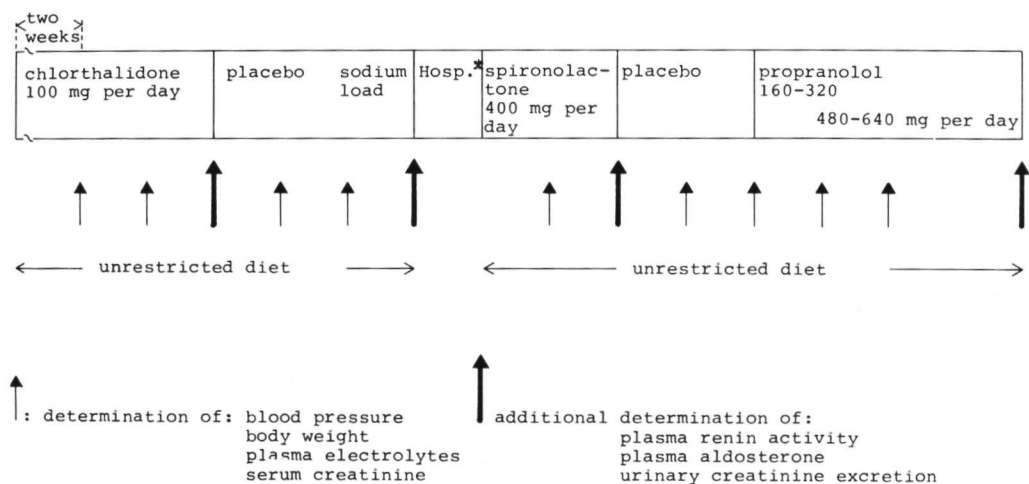 two
weeks
chlorthalidone
100 mg per day
placebo
sodium
load
Hosp.*
spironolac-
tone
400 mg per
day
placebo
propranolol
160-320
480-640 mg per day
unrestricted diet
unrestricted diet
: determination of: blood pressure
body weight
plasma electrolytes
serum creatinine
additional determination of:
plasma renin activity
plasma aldosterone
urinary creatinine excretion